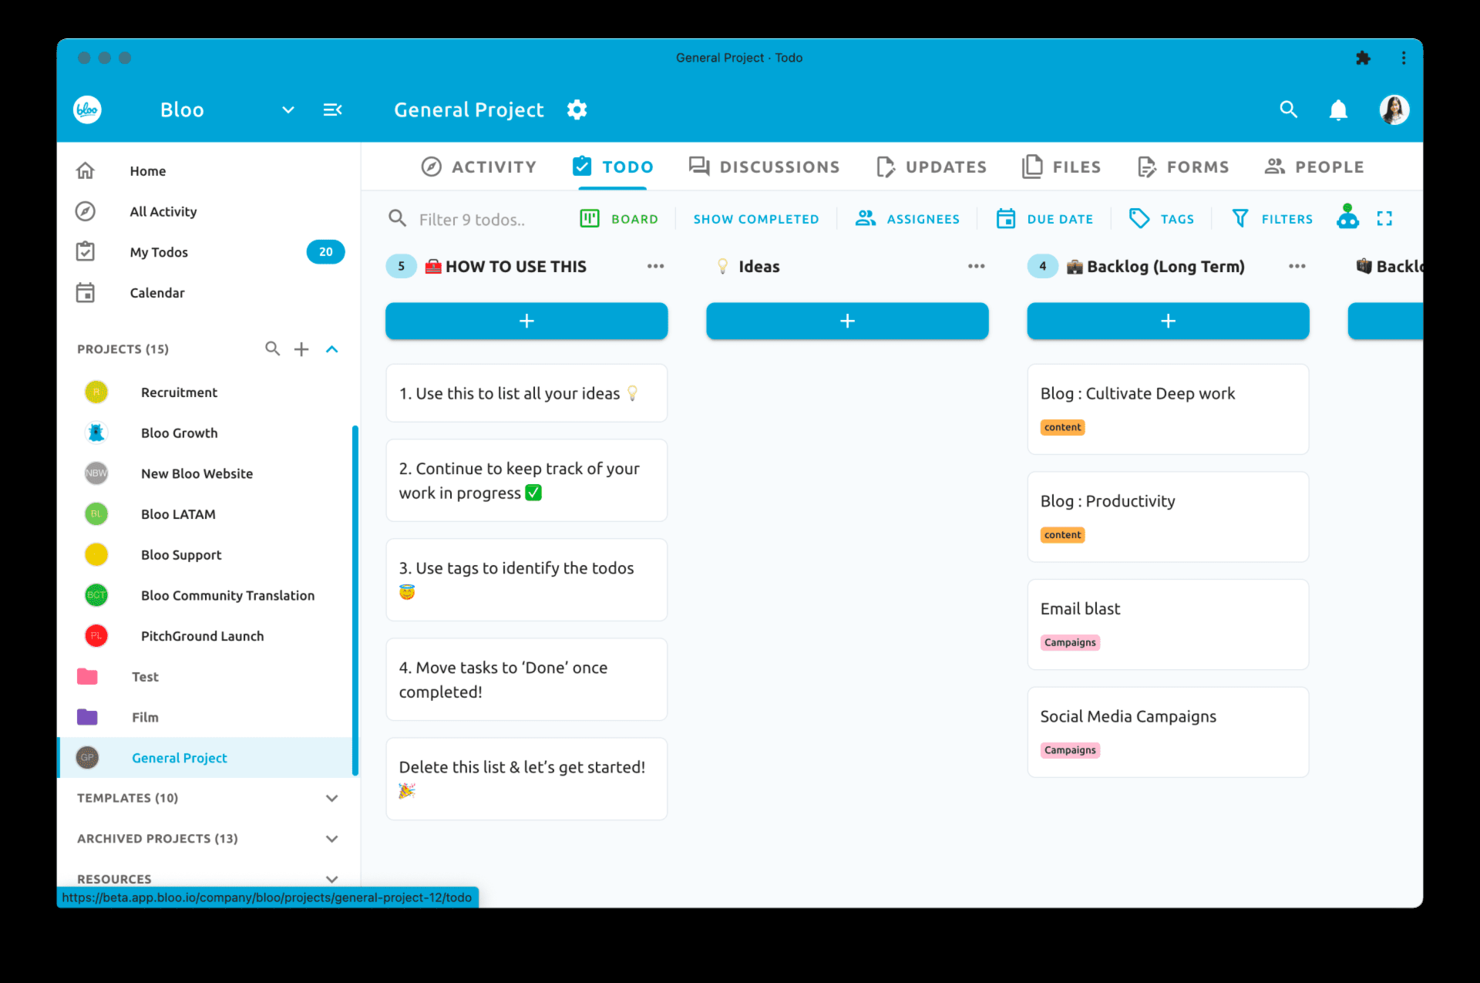 General Project · Todo
bloo
Bloo
General Project
Home
All Activity
My Todos
20
Calendar
PROJECTS (15)
R
Recruitment
Bloo Growth
NBW
New Bloo Website
BL
Bloo LATAM
Bloo Support
BCT
Bloo Community Translation
PL
PitchGround Launch
Test
Film
GP
General Project
TEMPLATES (10)
ARCHIVED PROJECTS (13)
RESOURCES
https://beta.app.bloo.io/company/bloo/projects/general-project-12/todo
ACTIVITY
TODO
DISCUSSIONS
UPDATES
FILES
FORMS
PEOPLE
Filter 9 todos..
BOARD
SHOW COMPLETED
ASSIGNEES
DUE DATE
TAGS
FILTERS
5 🧰 HOW TO USE THIS
+
1. Use this to list all your ideas 💡
2. Continue to keep track of your
work in progress ✅
3. Use tags to identify the todos
😇
4. Move tasks to ‘Done’ once
completed!
Delete this list & let’s get started!
🎉
💡 Ideas
+
4 💼 Backlog (Long Term)
+
Blog : Cultivate Deep work
content
Blog : Productivity
content
Email blast
Campaigns
Social Media Campaigns
Campaigns